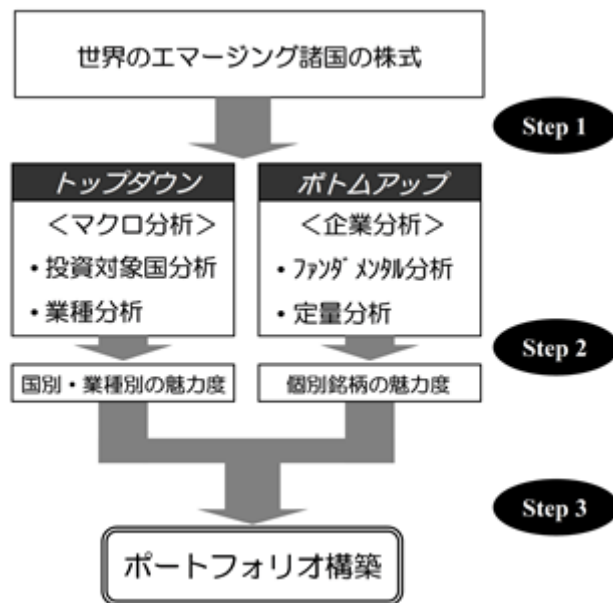 世界のエマージング諸国の株式
Step 1
トップダウン
＜マクロ分析＞
・投資対象国分析
・業種分析
ボトムアップ
＜企業分析＞
・ﾌｧﾝﾀﾞﾒﾝﾀﾙ分析
・定量分析
Step 2
国別・業種別の魅力度
個別銘柄の魅力度
Step 3
ポートフォリオ構築